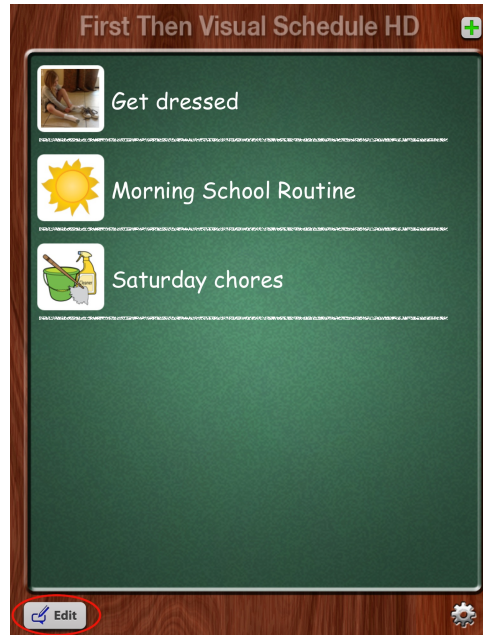 First Then Visual Schedule HD
Get dressed
Morning School Routine
Saturday chores
Edit